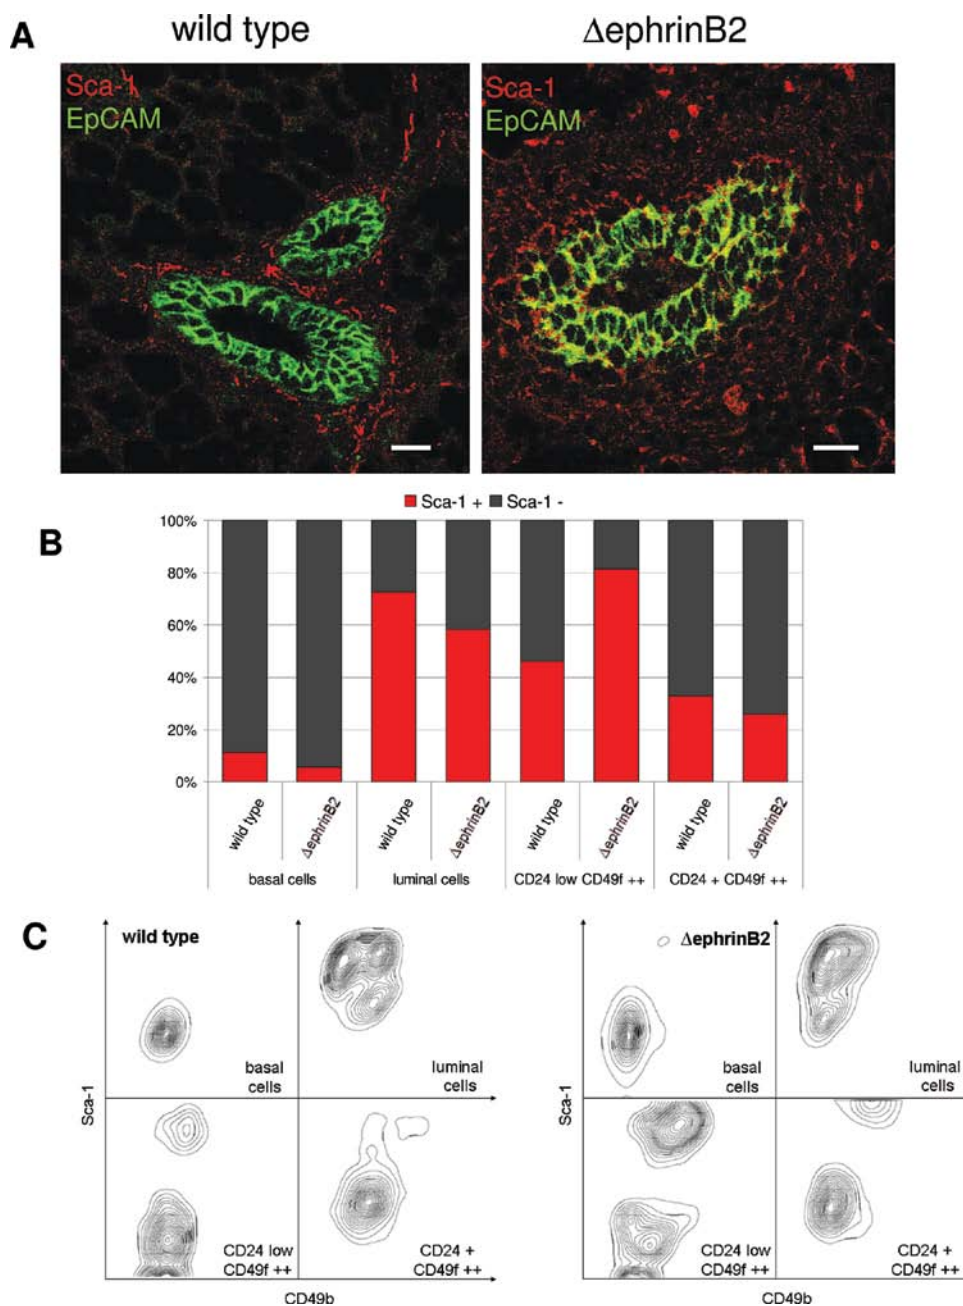 A
wild type
ΔephrinB2
Sca-1
EpCAM
Sca-1
EpCAM
B
Sca-1 + Sca-1 -
100%
80%
60%
40%
20%
0%
wild type
ΔephrinB2
wild type
ΔephrinB2
wild type
ΔephrinB2
wild type
ΔephrinB2
basal cells
luminal cells
CD24 low CD49f ++
CD24 + CD49f ++
C
wild type
basal
cells
luminal
cells
CD24 low
CD49f ++
CD24 +
CD49f ++
Sca-1
CD49b
ΔephrinB2
basal
cells
luminal
cells
CD24 low
CD49f ++
CD24 +
CD49f ++
Sca-1
CD49b